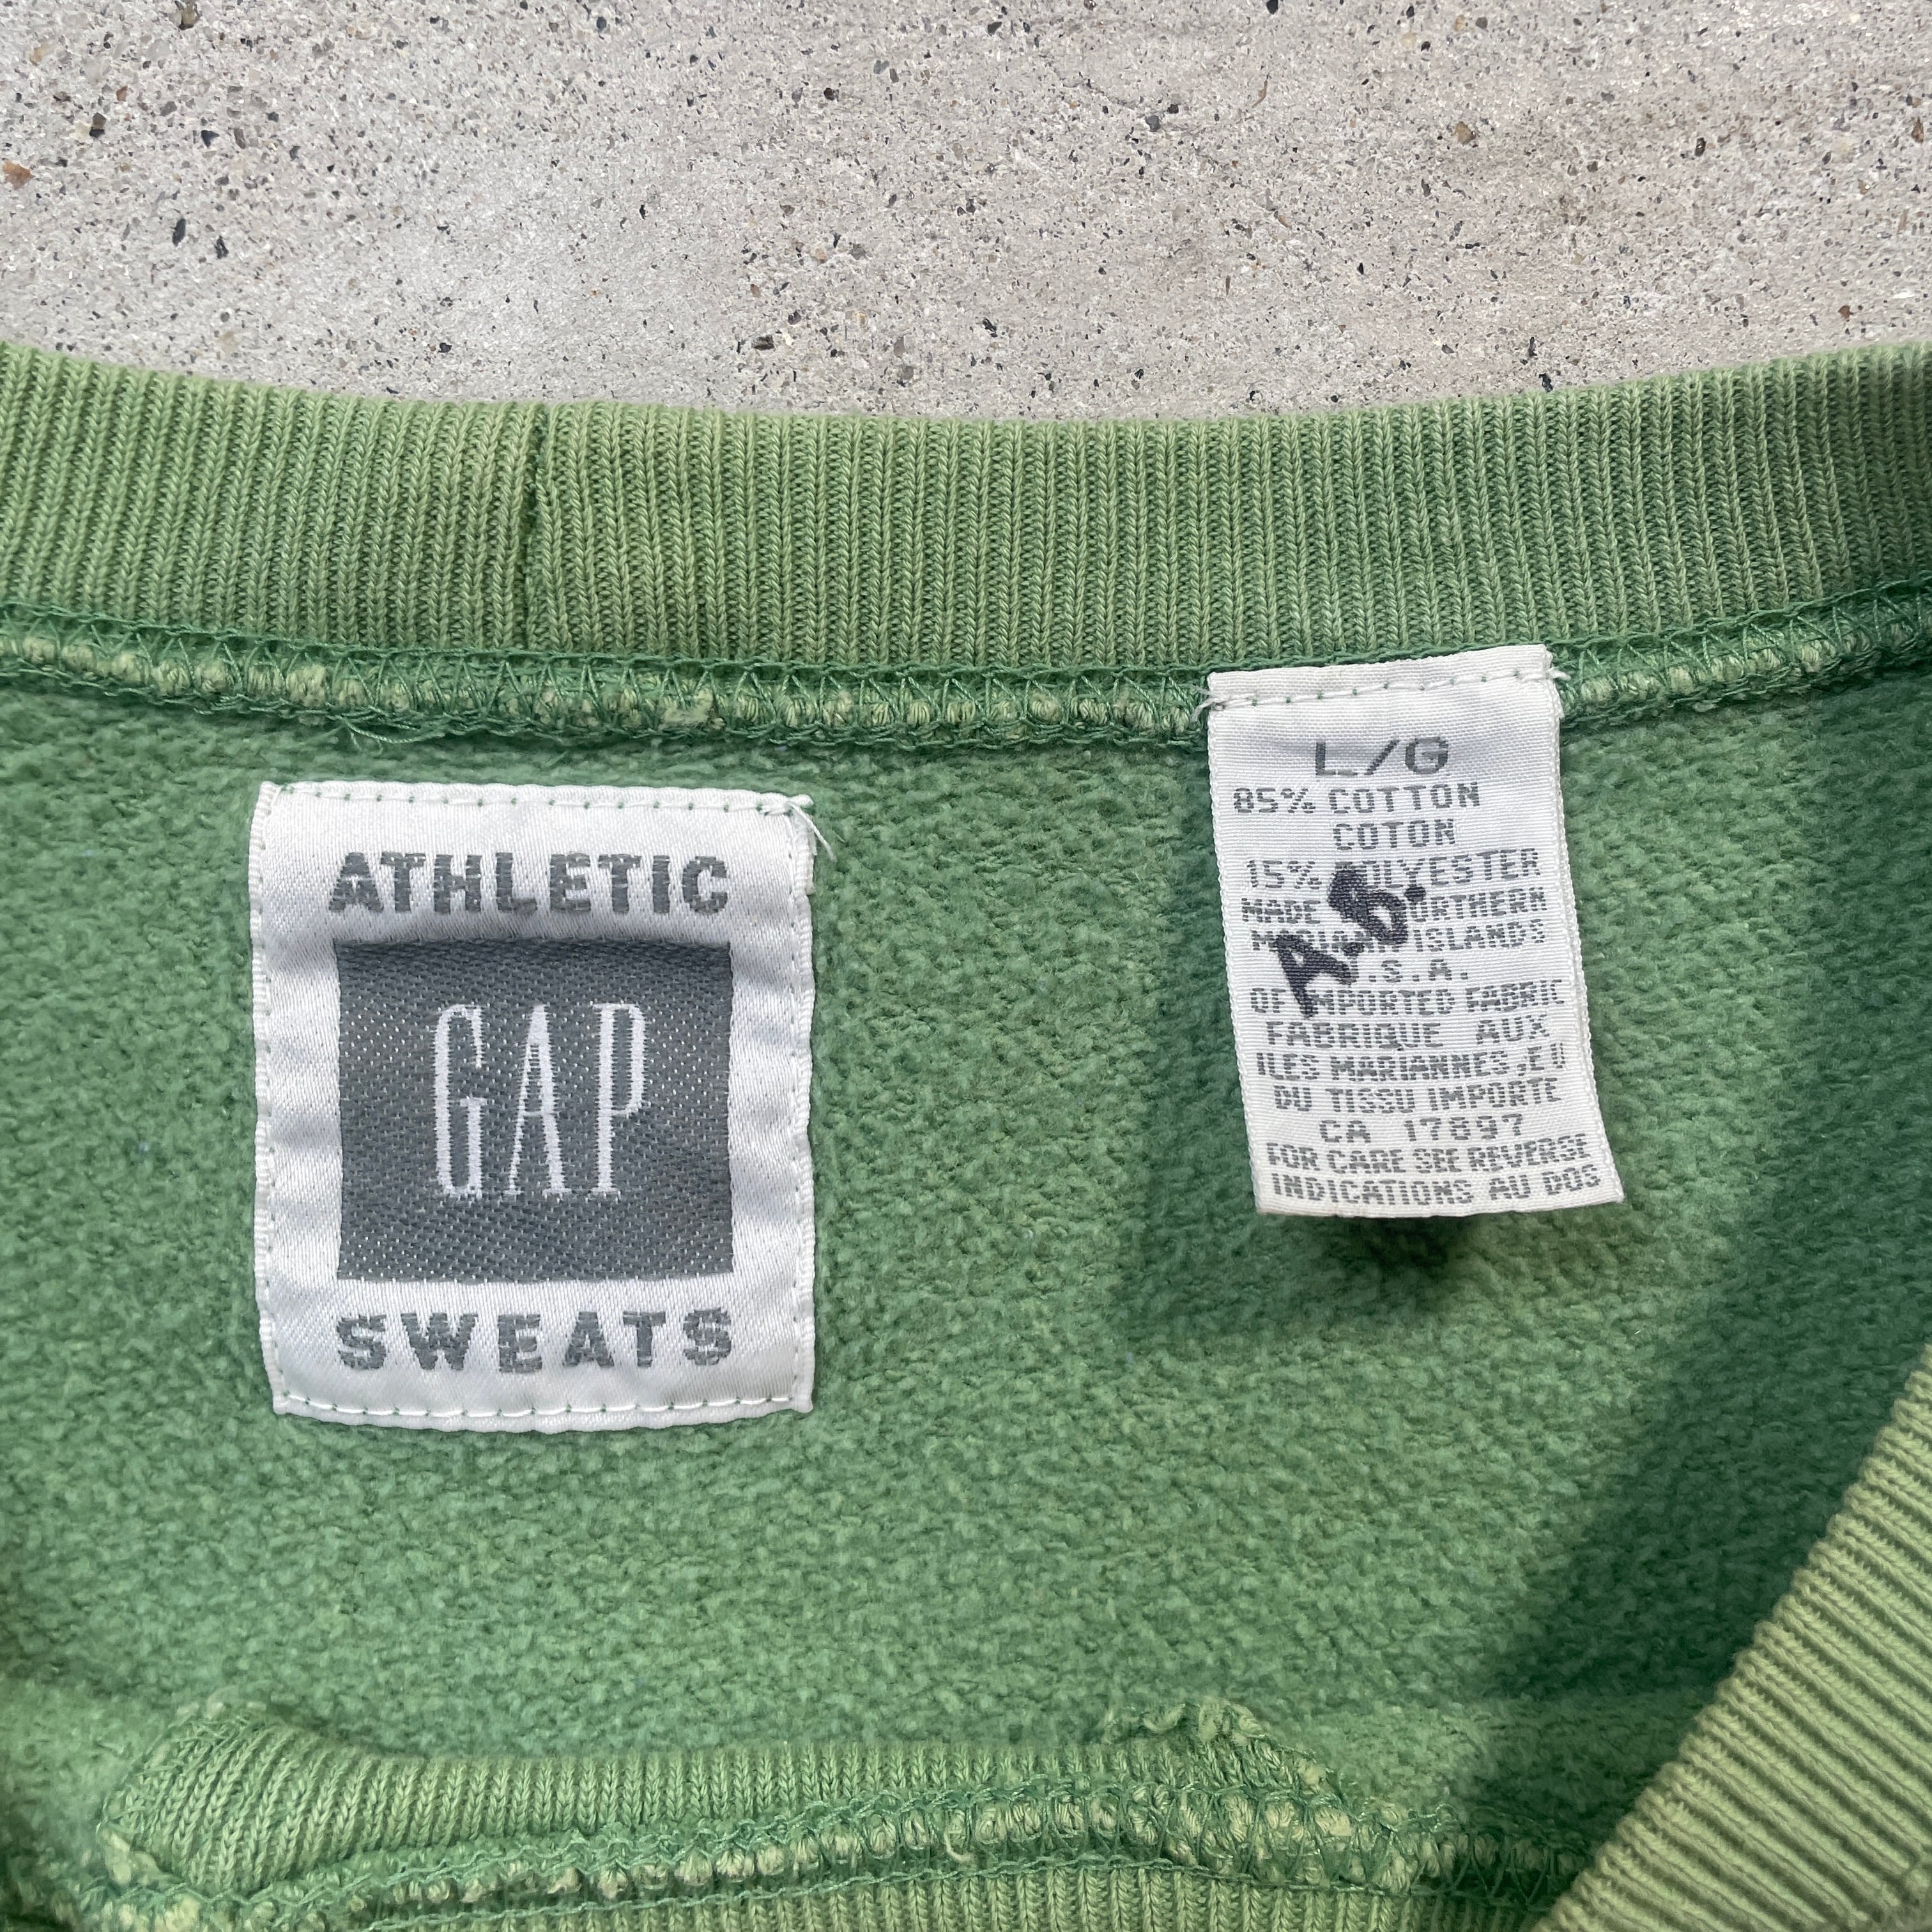 ATHLETIC
GAP
SWEATS
L/G
85% COTTON
COTON
15% POLYESTER
MADE NORTHERN
ISLANDS
U.S.A.
OF IMPORTED FABRIC
FABRIQUE AUX
ILES MARIANNES, EU
DU TISSU IMPORTE
CA 17897
FOR CARE SEE REVERSE
INDICATIONS AU DOS
A.B.